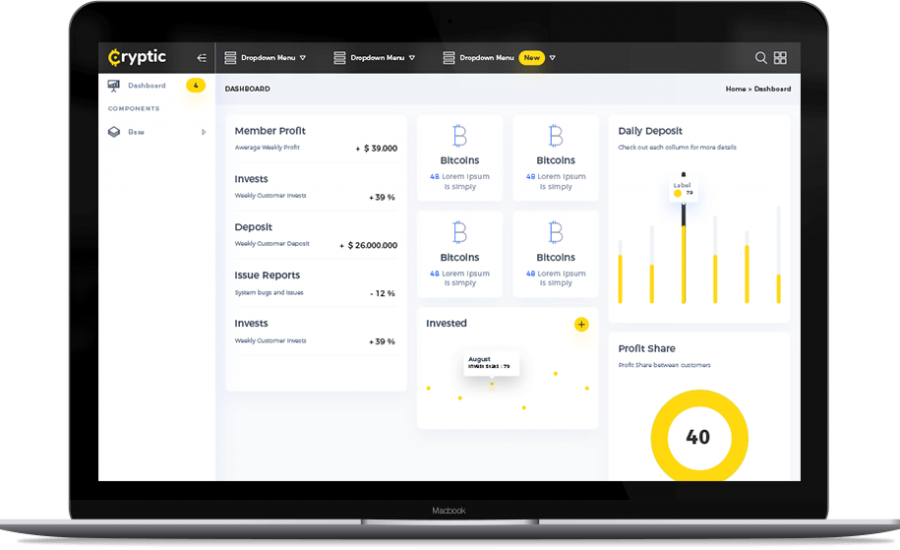 Cryptic
Dropdown Menu
Dropdown Menu
Dropdown Menu New
Dashboard 4
COMPONENTS
Base
DASHBOARD
Home > Dashboard
Member Profit
Average Weekly Profit
+ $ 39.000
Invests
Weekly Customer Invests
+39 %
Deposit
Weekly Customer Deposit
+ $ 26.000.000
Issue Reports
System bugs and issues
- 12 %
Invests
Weekly Customer Invests
+39 %
Bitcoins
48 Lorem Ipsum
is simply
Bitcoins
48 Lorem Ipsum
is simply
Bitcoins
48 Lorem Ipsum
is simply
Bitcoins
48 Lorem Ipsum
is simply
Invested
+
August
: 79
Daily Deposit
Check out each collumn for more details
Label
79
Profit Share
Profit Share between customers
40
Macbook